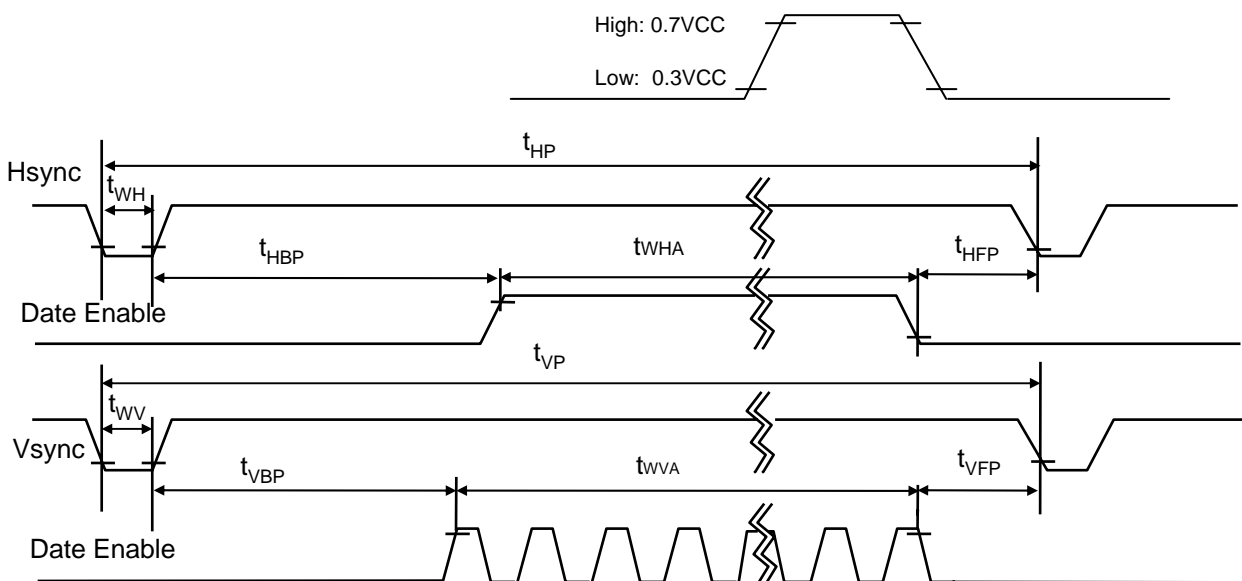 High: 0.7VCC
Low: 0.3VCC
tHP
Hsync
tWH
tHBP
tWHA
tHFP
Date Enable
tVP
tWV
Vsync
tVBP
tWVA
tVFP
Date Enable